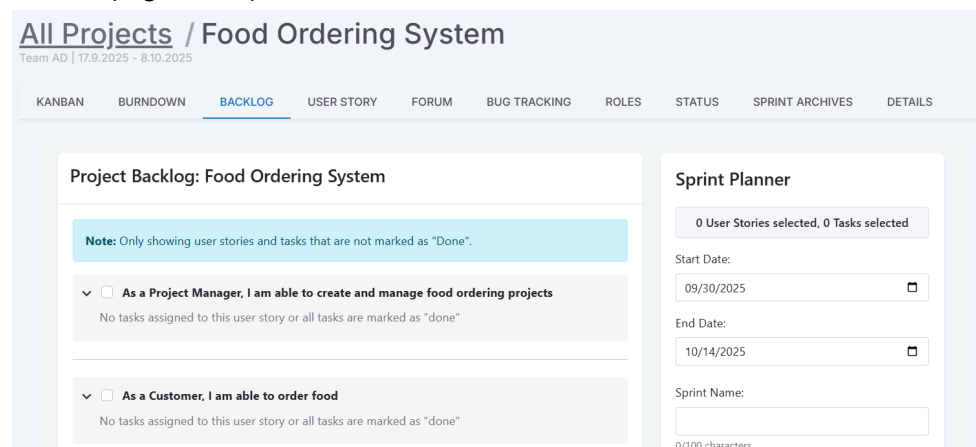 All Projects / Food Ordering System
Team AD | 17.9.2025 - 8.10.2025
KANBAN BURNDOWN BACKLOG USER STORY FORUM BUG TRACKING ROLES STATUS SPRINT ARCHIVES DETAILS
Project Backlog: Food Ordering System
Note: Only showing user stories and tasks that are not marked as "Done".
As a Project Manager, I am able to create and manage food ordering projects
No tasks assigned to this user story or all tasks are marked as "done"
As a Customer, I am able to order food
No tasks assigned to this user story or all tasks are marked as "done"
Sprint Planner
0 User Stories selected, 0 Tasks selected
Start Date:
09/30/2025
End Date:
10/14/2025
Sprint Name:
0/100 characters